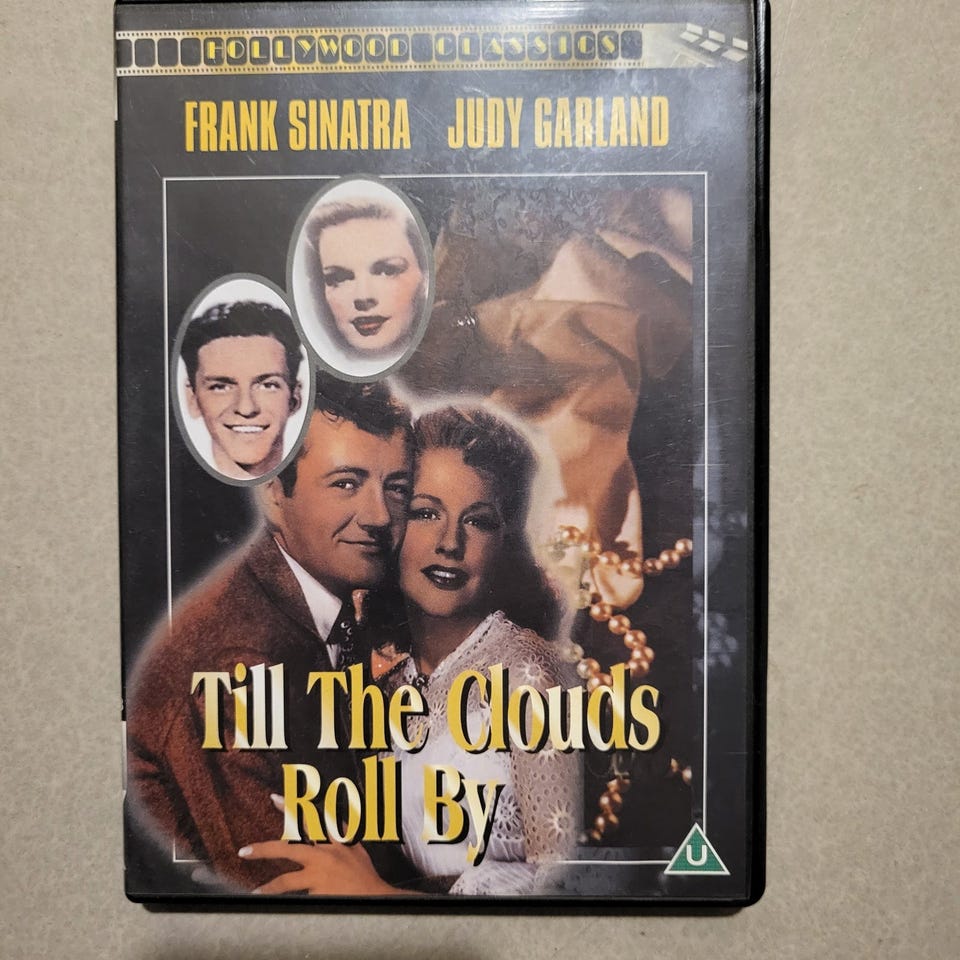 HOLLYWOOD CLASSICS
FRANK SINATRA JUDY GARLAND
Till The Clouds
Roll By
U